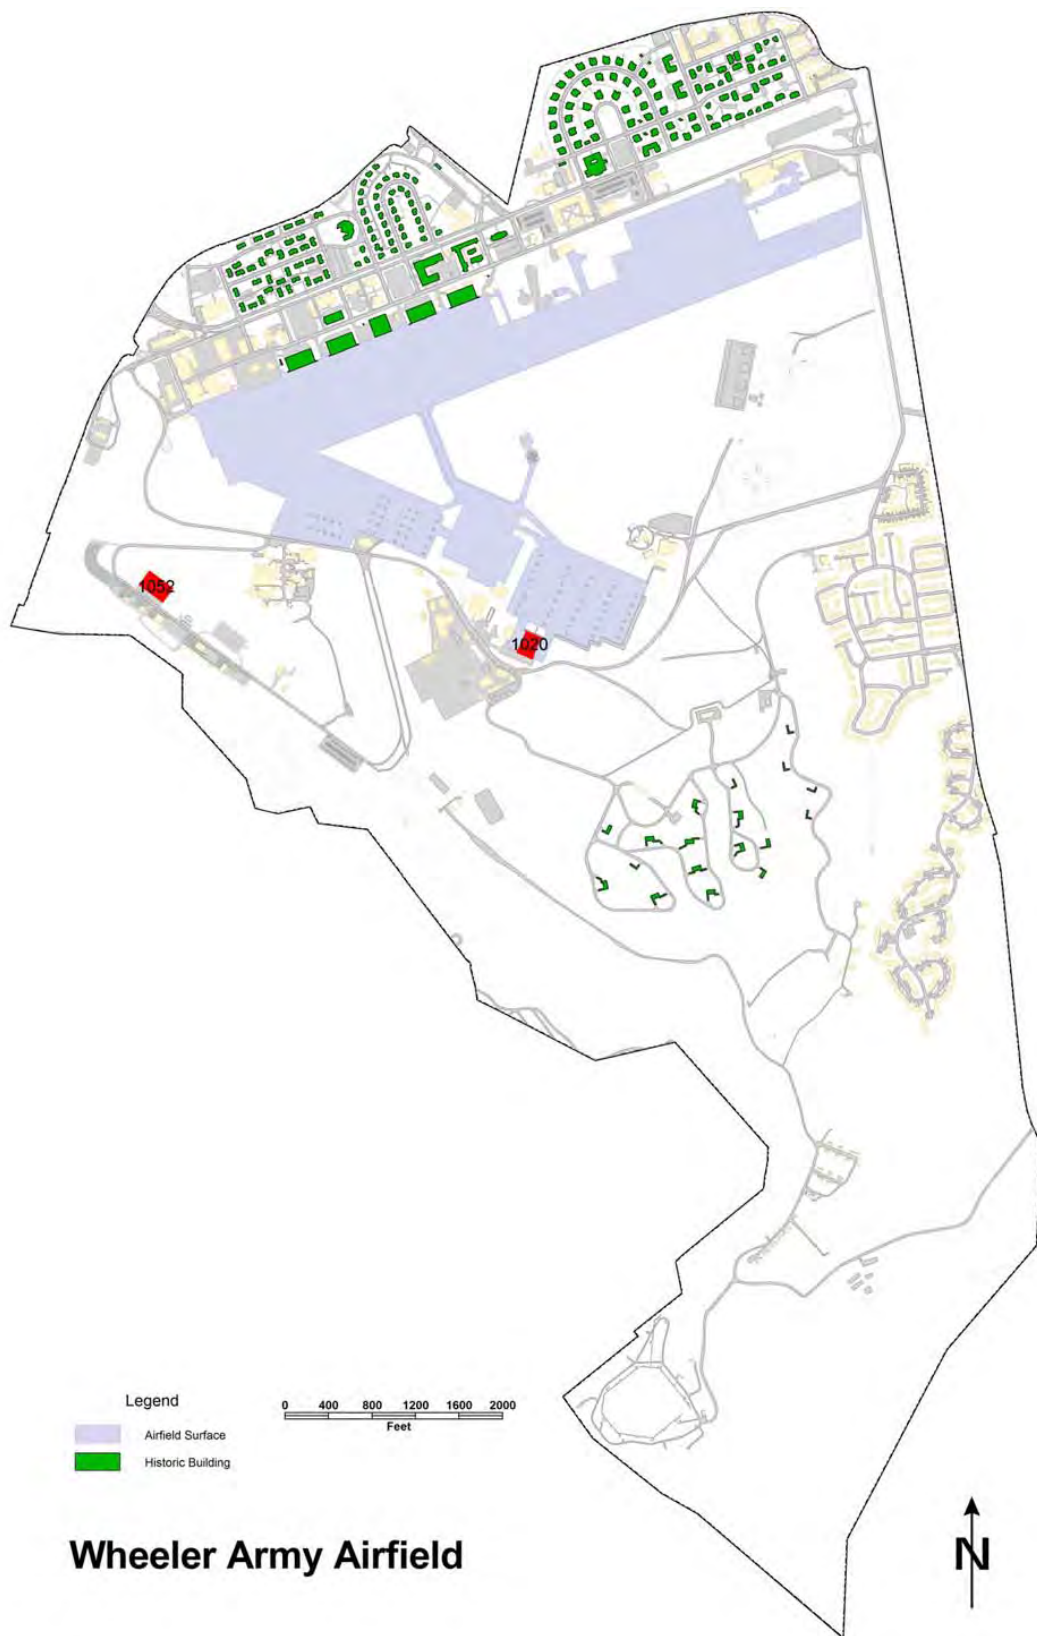 1052
1020
Legend
0 400 800 1200 1600 2000
Feet
Airfield Surface
Historic Building
Wheeler Army Airfield
N